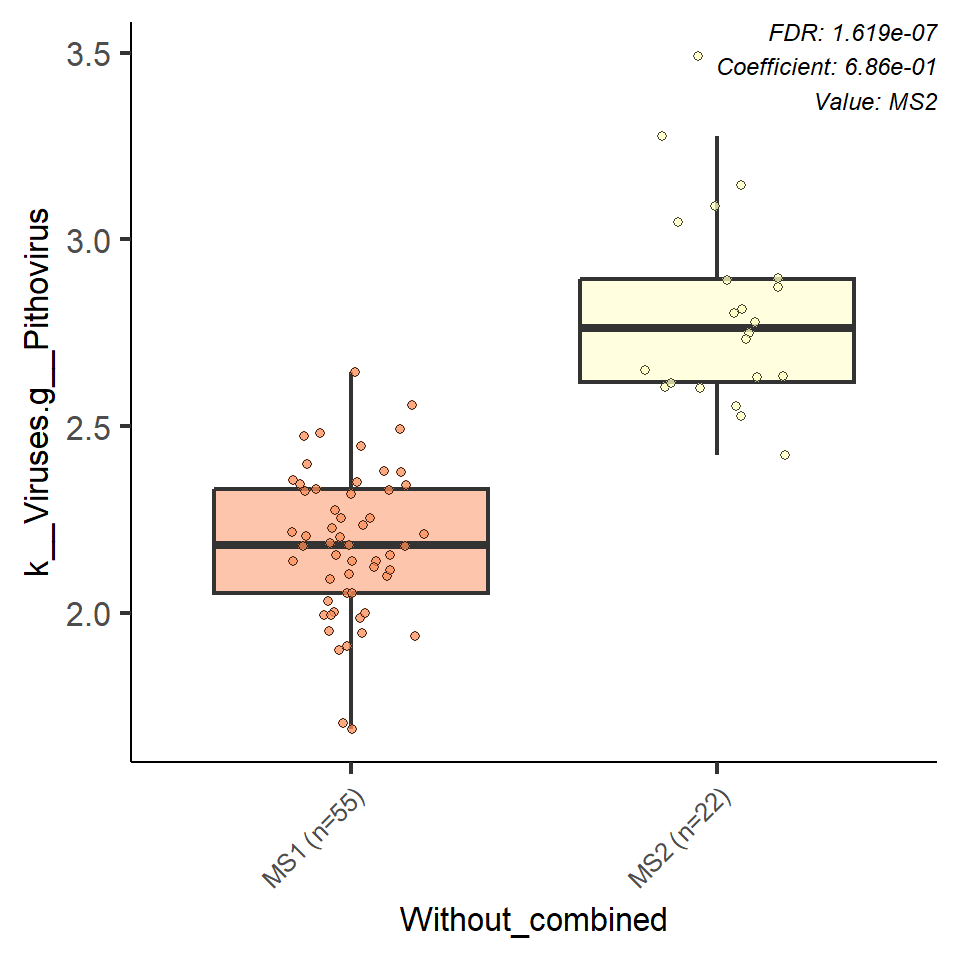 FDR: 1.619e-07
Coefficient: 6.86e-01
Value: MS2
3.5
3.0
2.5
2.0
k__Viruses.g__Pithovirus
MS1 (n=55)
MS2 (n=22)
Without_combined